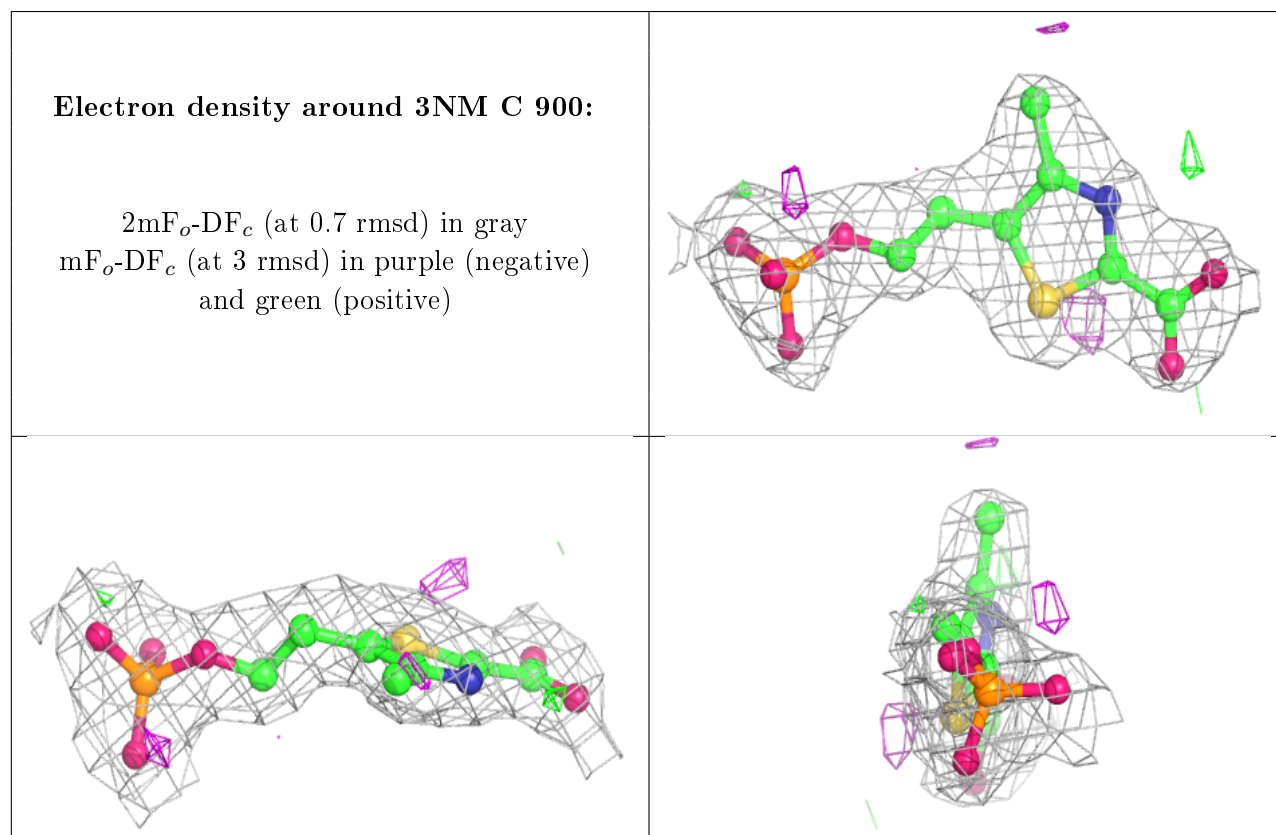 Electron density around 3NM C 900:
2mFo-DFc (at 0.7 rmsd) in gray
mFo-DFc (at 3 rmsd) in purple (negative)
and green (positive)